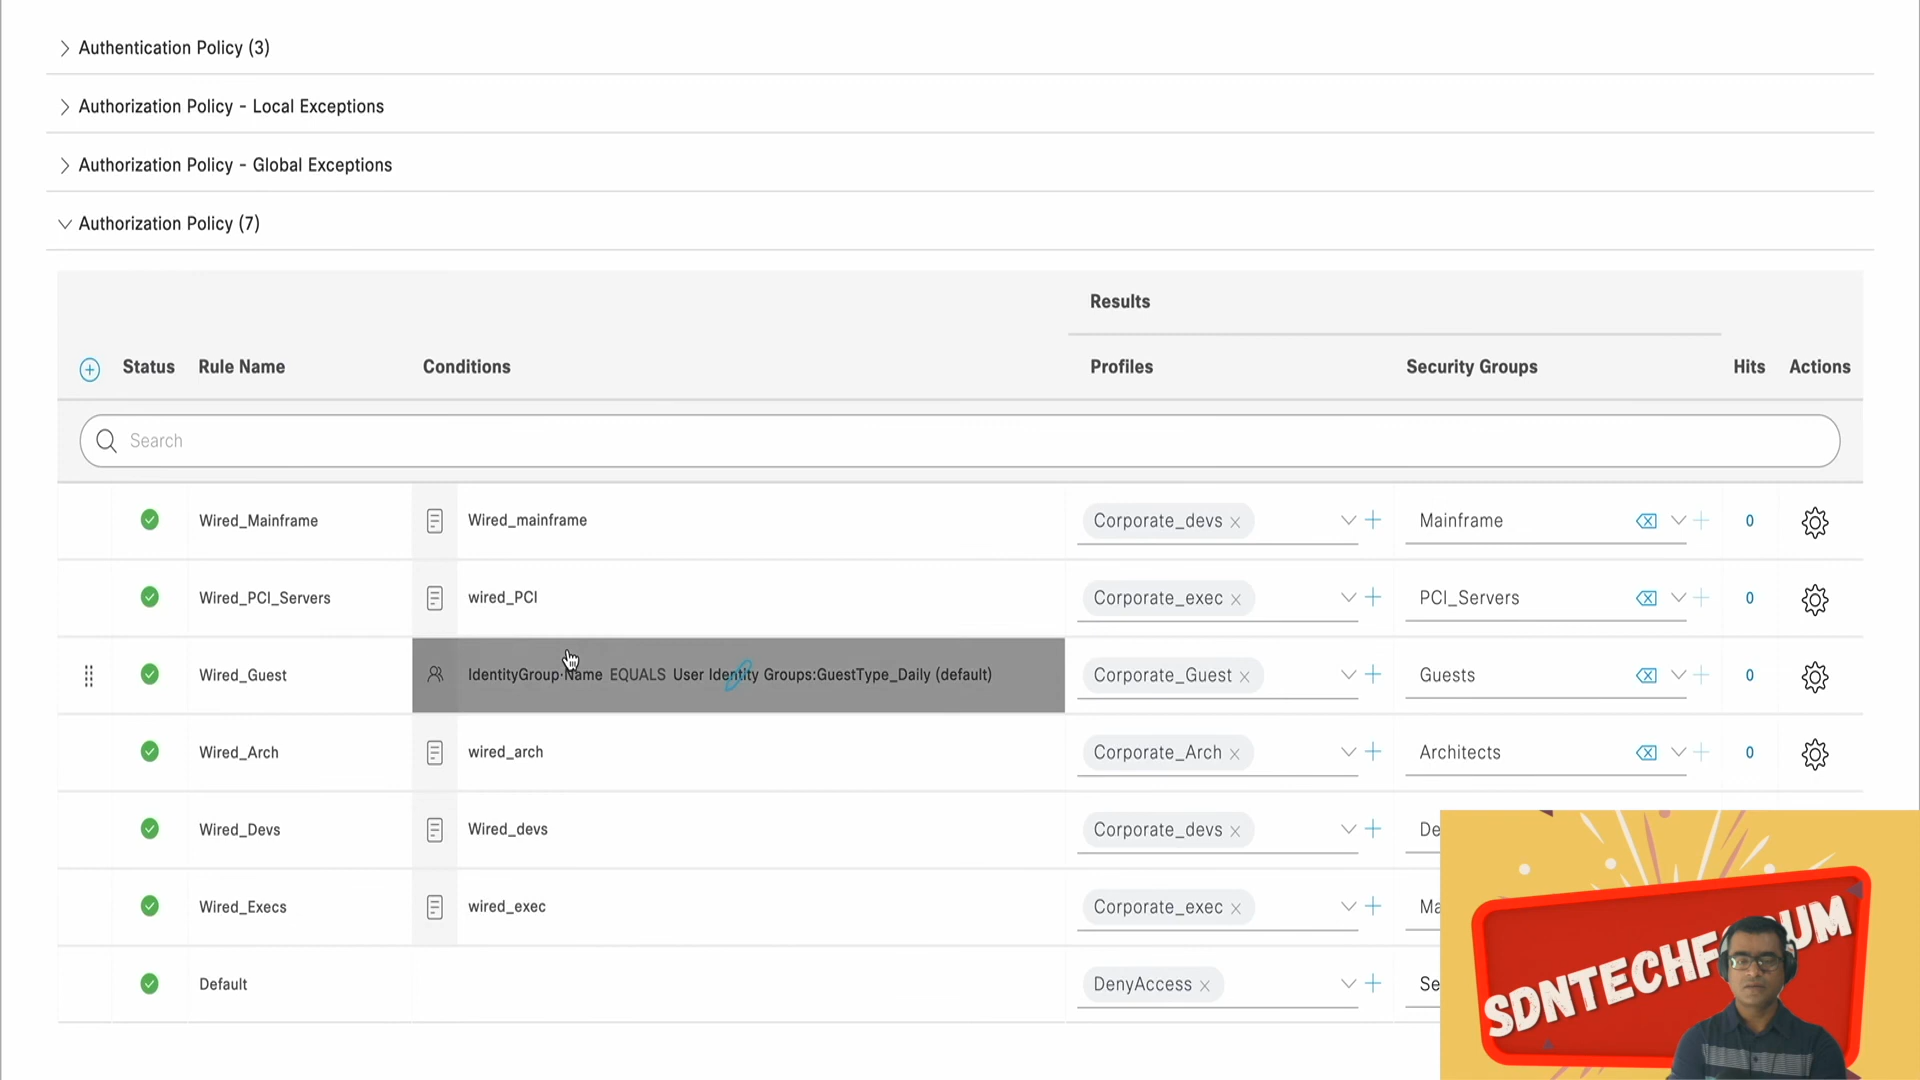 Authentication Policy (3)
Authorization Policy - Local Exceptions
Authorization Policy - Global Exceptions
Authorization Policy (7)
Results
Status Rule Name Conditions Profiles Security Groups Hits Actions
Search
Wired_Mainframe Wired_mainframe Corporate_devs Mainframe 0
Wired_PCI_Servers wired_PCI Corporate_exec PCI_Servers 0
Wired_Guest IdentityGroup·Name EQUALS User Identity Groups:GuestType_Daily (default) Corporate_Guest Guests 0
Wired_Arch wired_arch Corporate_Arch Architects 0
Wired_Devs Wired_devs Corporate_devs De
Wired_Execs wired_exec Corporate_exec Ma
Default DenyAccess Se
SDNTECHF UM